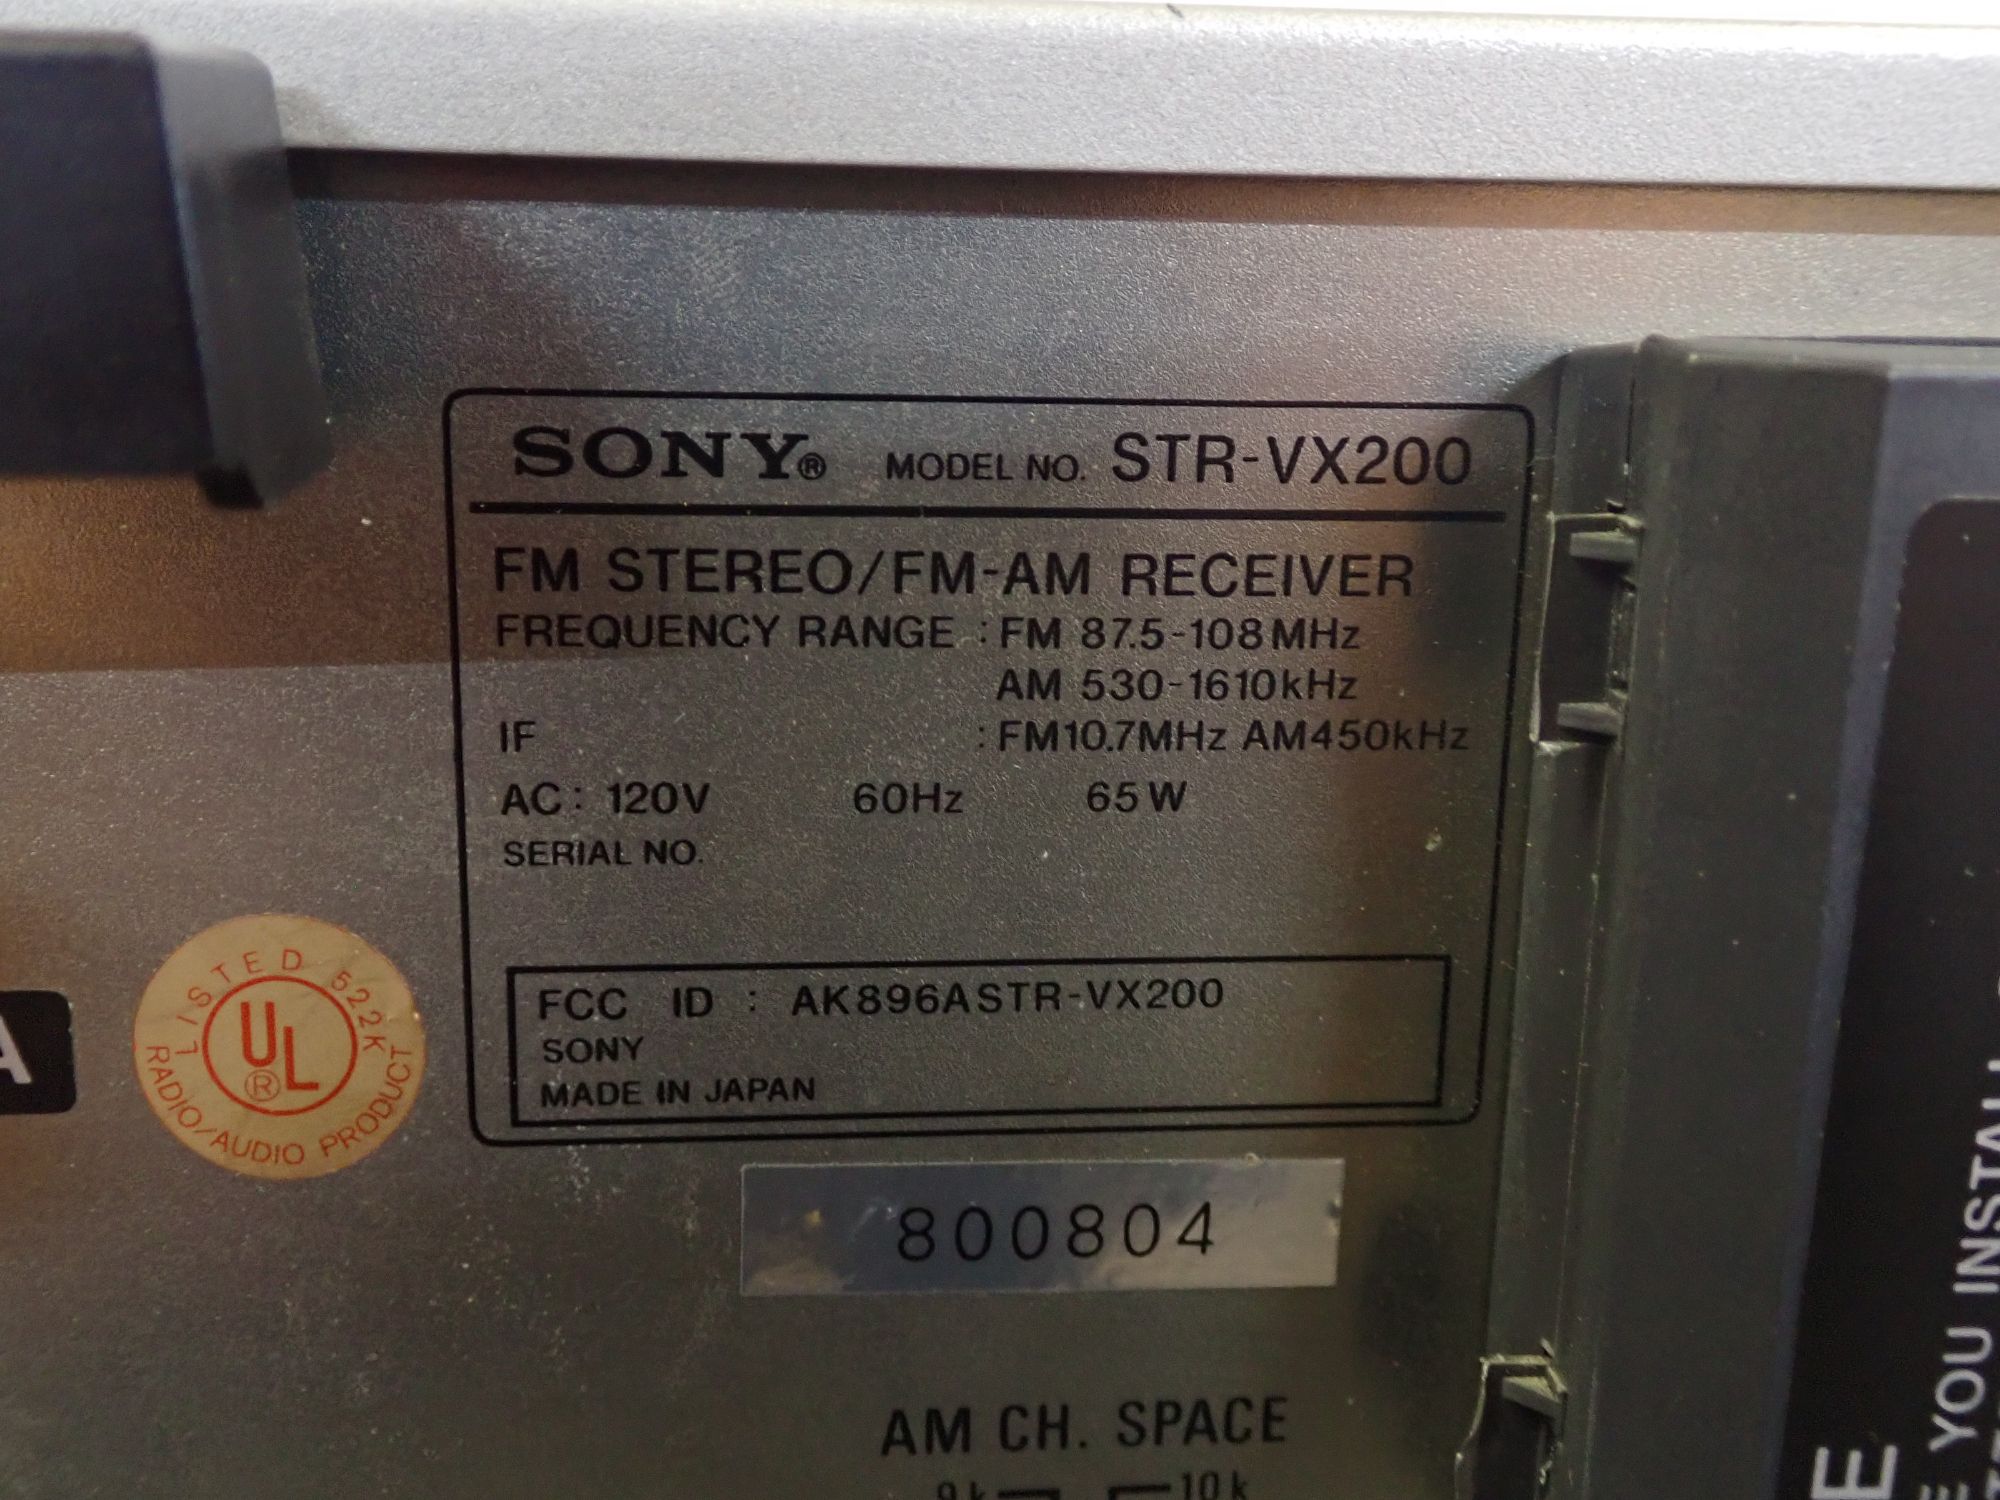 SONY® MODEL NO. STR-VX200
FM STEREO/FM-AM RECEIVER
FREQUENCY RANGE : FM 87.5-108MHz
AM 530-1610kHz
IF : FM10.7MHz AM450kHz
AC: 120V 60Hz 65W
SERIAL NO.
FCC ID : AK896ASTR-VX200
SONY
MADE IN JAPAN
LISTED 522K
UL®
RADIO/AUDIO PRODUCT
A
800804
AM CH. SPACE
9k 10k
E
YOU INSTALL